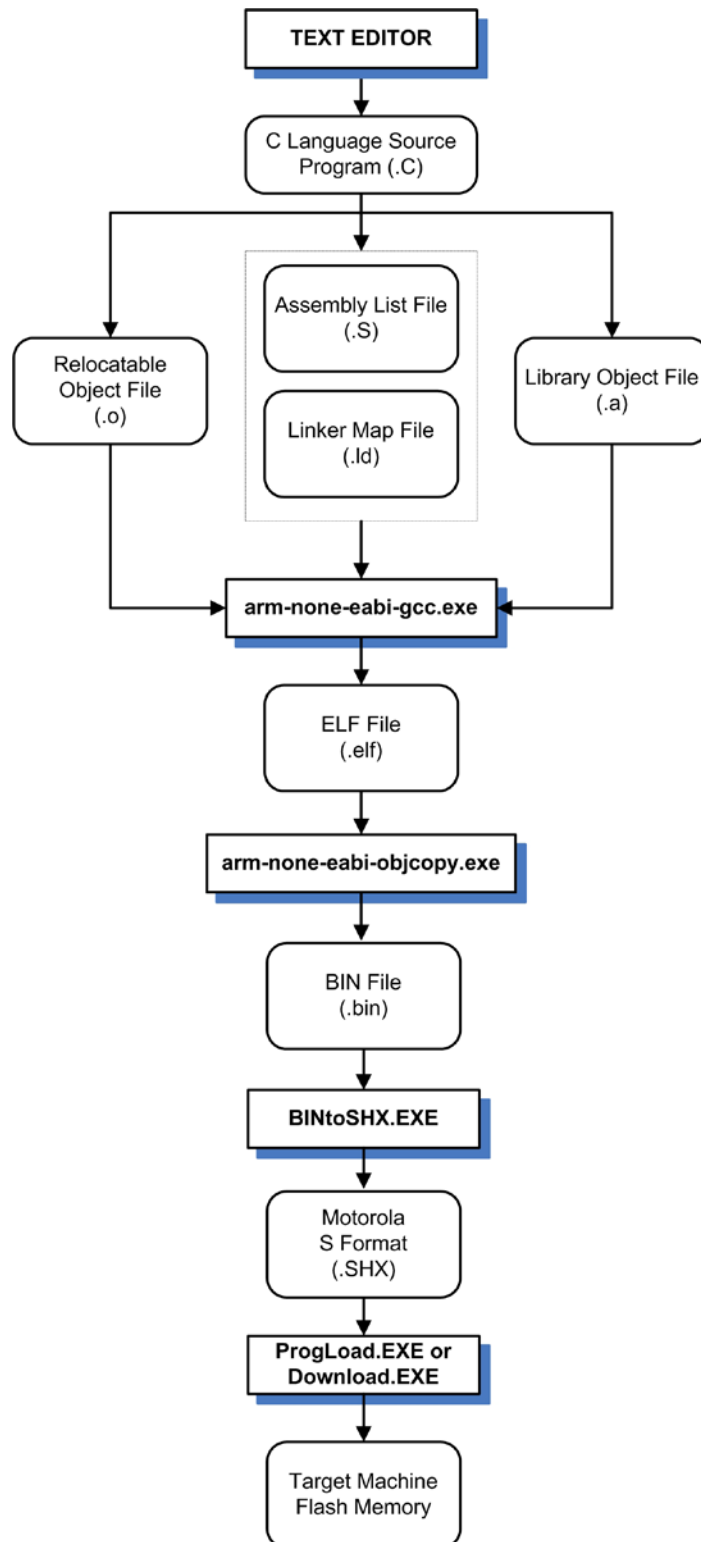 TEXT EDITOR
C Language Source
Program (.C)
Assembly List File
(.S)
Relocatable
Object File
(.o)
Library Object File
(.a)
Linker Map File
(.ld)
arm-none-eabi-gcc.exe
ELF File
(.elf)
arm-none-eabi-objcopy.exe
BIN File
(.bin)
BINtoSHX.EXE
Motorola
S Format
(.SHX)
ProgLoad.EXE or
Download.EXE
Target Machine
Flash Memory